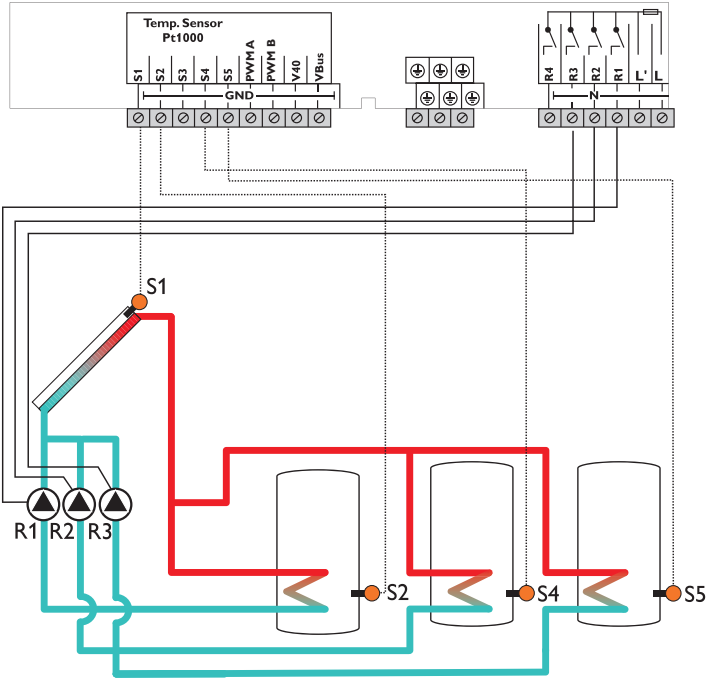 Temp. Sensor
Pt1000
S1
S2
S3
S4
S5
PWM A
PWM B
V40
VBus
GND
R4
R3
R2
R1
L'
L
N
S1
R1
R2
R3
S2
S4
S5